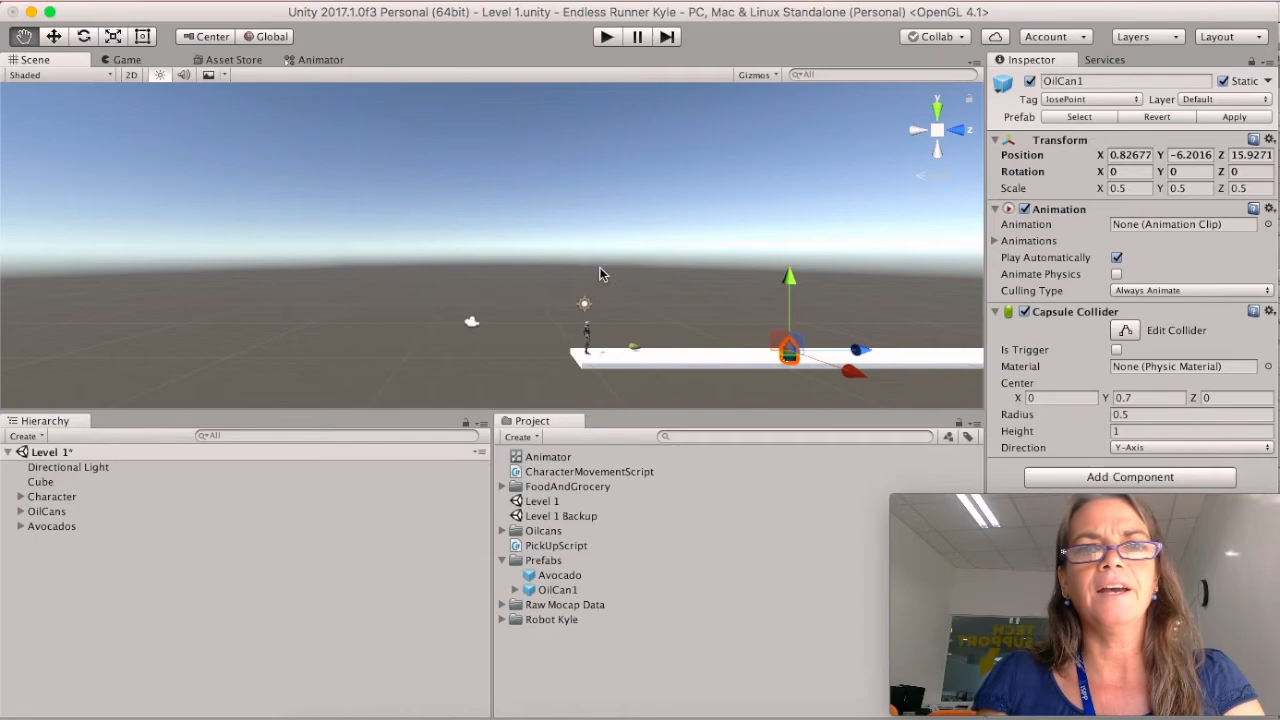 Unity 2017.1.0f3 Personal (64bit) - Level 1.unity - Endless Runner Kyle - PC, Mac & Linux Standalone (Personal) <OpenGL 4.1>
Center Global Collab Account Layers Layout
Scene Game Asset Store Animator
Shaded 2D Gizmos All
y
z
Inspector Services
OilCan1 Static
Tag losePoint Layer Default
Prefab Select Revert Apply
Transform
Position X 0.82677 Y -6.2016 Z 15.9271
Rotation X 0 Y 0 Z 0
Scale X 0.5 Y 0.5 Z 0.5
Animation
Animation None (Animation Clip)
Animations
Play Automatically
Animate Physics
Culling Type Always Animate
Capsule Collider
Edit Collider
Is Trigger
Material None (Physic Material)
Center
X 0 Y 0.7 Z 0
Radius 0.5
Height 1
Direction Y-Axis
Add Component
Hierarchy
Create All
Level 1*
Directional Light
Cube
Character
OilCans
Avocados
Project
Create
Animator
CharacterMovementScript
FoodAndGrocery
Level 1
Level 1 Backup
Oilcans
PickUpScript
Prefabs
Avocado
OilCan1
Raw Mocap Data
Robot Kyle
TECH
SUPPORT